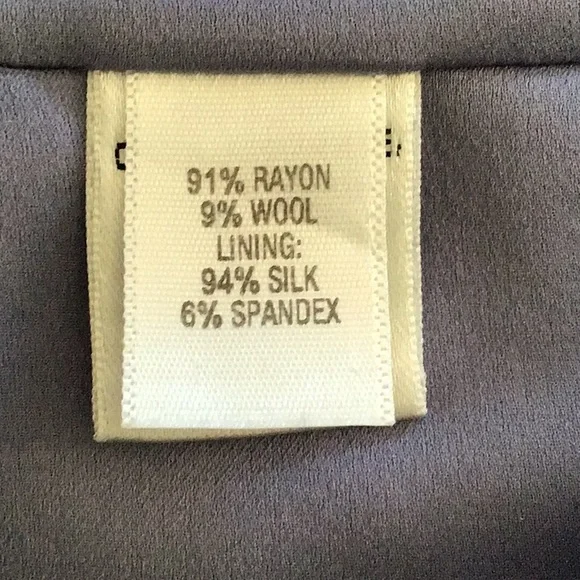 91% RAYON
9% WOOL
LINING:
94% SILK
6% SPANDEX